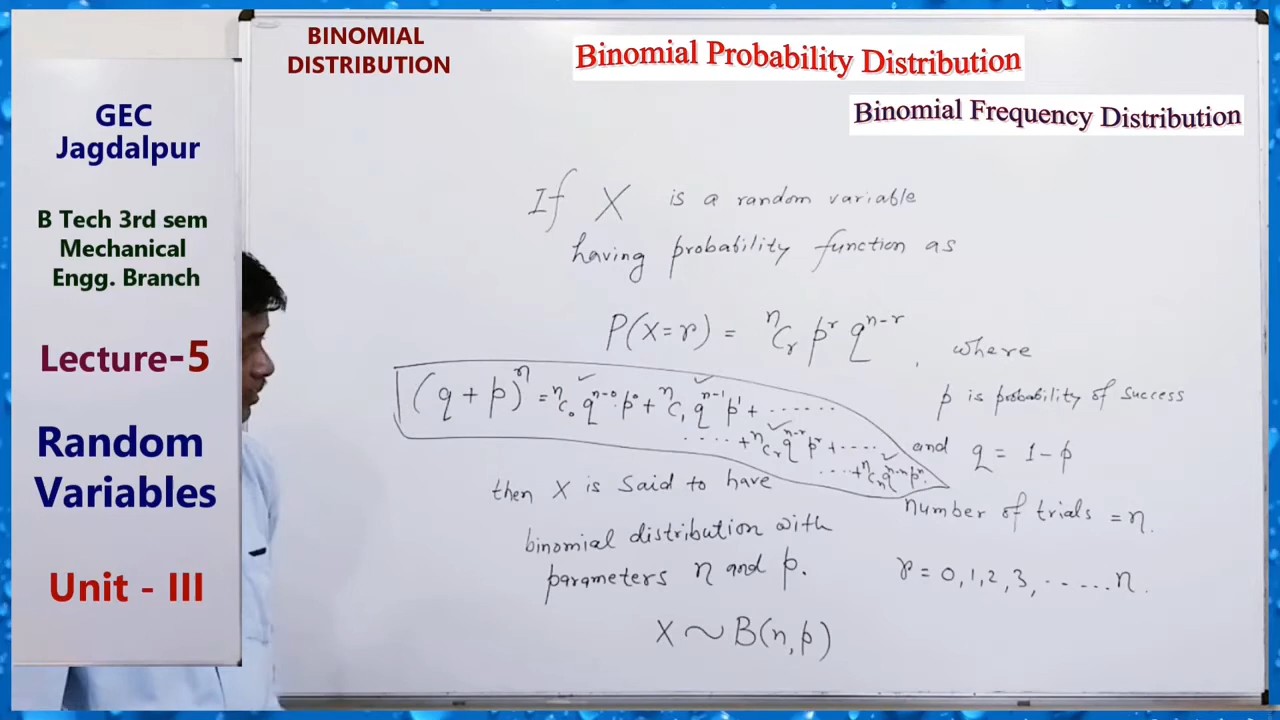 BINOMIAL
DISTRIBUTION
Binomial Probability Distribution
Binomial Frequency Distribution
GEC
Jagdalpur
B Tech 3rd sem
Mechanical
Engg. Branch
Lecture-5
Random
Variables
Unit - III
If X is a random variable
having probability function as
P(X=r) = ⁿCᵣ pʳ qⁿ⁻ʳ, where
p is probability of success
(q + p)ⁿ = ⁿC₀ qⁿ⁻⁰ p⁰ + ⁿC₁ qⁿ⁻¹ p¹ + ......
.... + ⁿCᵣ qⁿ⁻ʳ pʳ + .....
.... + ⁿCₙ qⁿ⁻ⁿ pⁿ.
and q = 1 - p
then X is said to have
number of trials = n.
binomial distribution with
parameters n and p.
r = 0, 1, 2, 3, ...... n.
X ~ B(n, p)